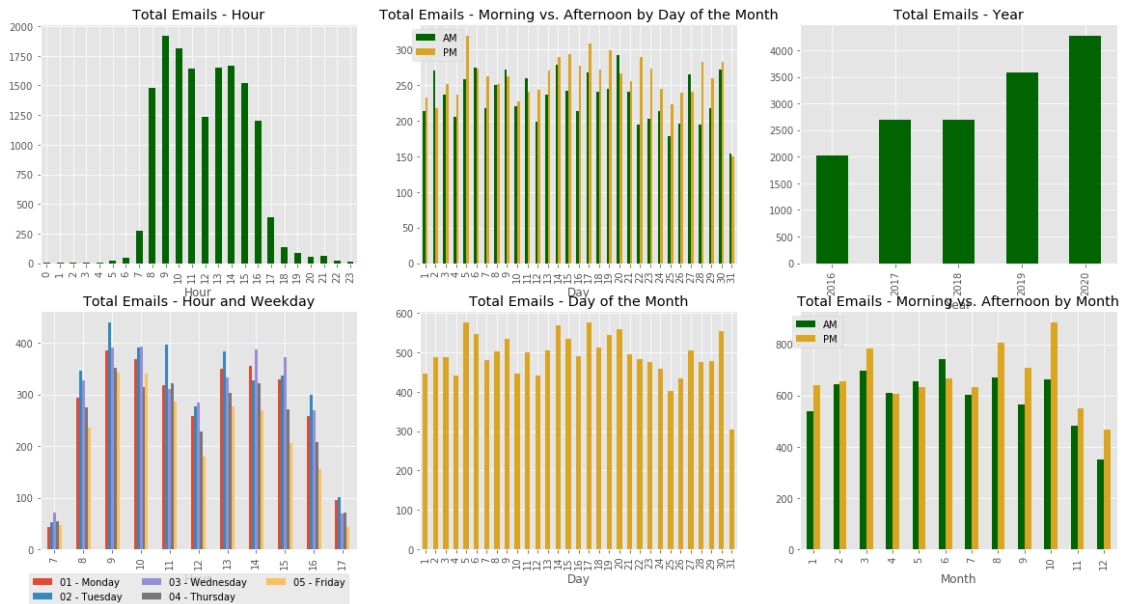 Total Emails - Hour
2000
1750
1500
1250
1000
750
500
250
0
0 1 2 3 4 5 6 7 8 9 10 11 12 13 14 15 16 17 18 19 20 21 22 23
Hour
Total Emails - Morning vs. Afternoon by Day of the Month
AM
PM
300
250
200
150
100
50
0
1 2 3 4 5 6 7 8 9 10 11 12 13 14 15 16 17 18 19 20 21 22 23 24 25 26 27 28 29 30 31
Day
Total Emails - Year
4000
3500
3000
2500
2000
1500
1000
500
0
2016 2017 2018 2019 2020
Year
Total Emails - Hour and Weekday
400
300
200
100
0
7 8 9 10 11 12 13 14 15 16 17
01 - Monday 03 - Wednesday 05 - Friday
02 - Tuesday 04 - Thursday
Total Emails - Day of the Month
600
500
400
300
200
100
0
1 2 3 4 5 6 7 8 9 10 11 12 13 14 15 16 17 18 19 20 21 22 23 24 25 26 27 28 29 30 31
Day
Total Emails - Morning vs. Afternoon by Month
AM
PM
800
600
400
200
0
1 2 3 4 5 6 7 8 9 10 11 12
Month